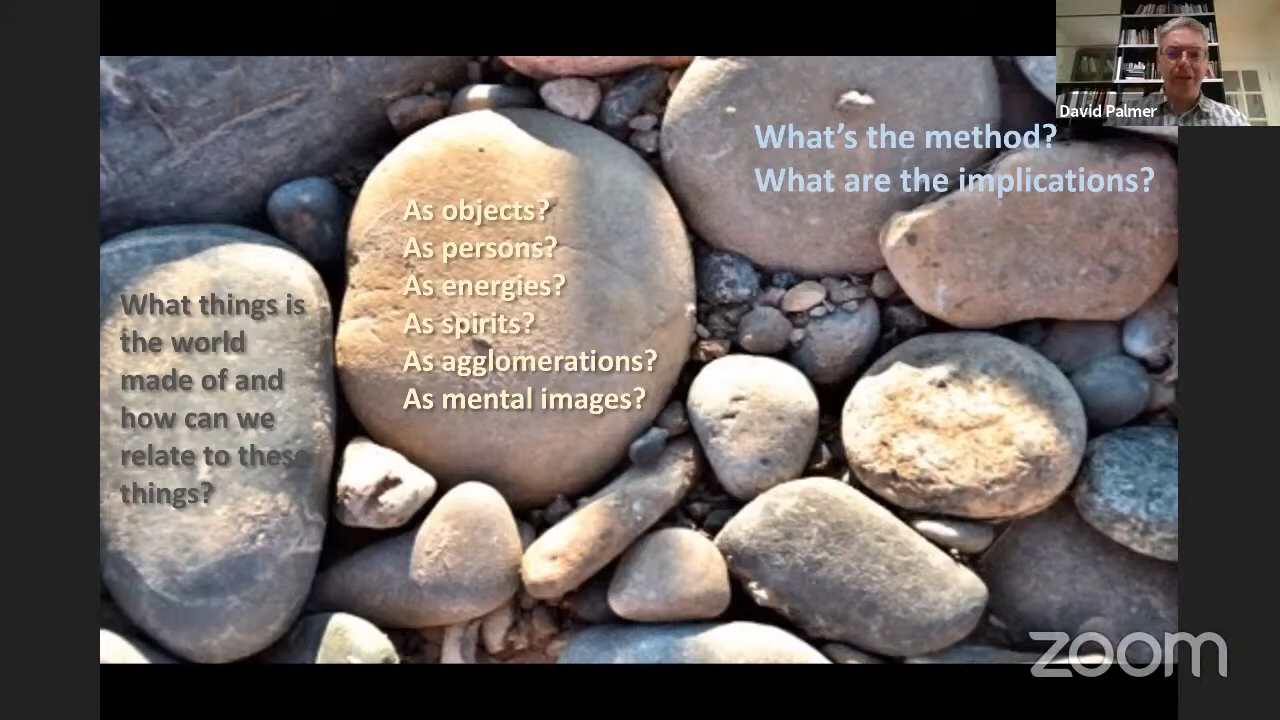 David Palmer
What's the method?
What are the implications?
As objects?
As persons?
As energies?
As spirits?
As agglomerations?
As mental images?
What things is
the world
made of and
how can we
relate to these
things?
zoom